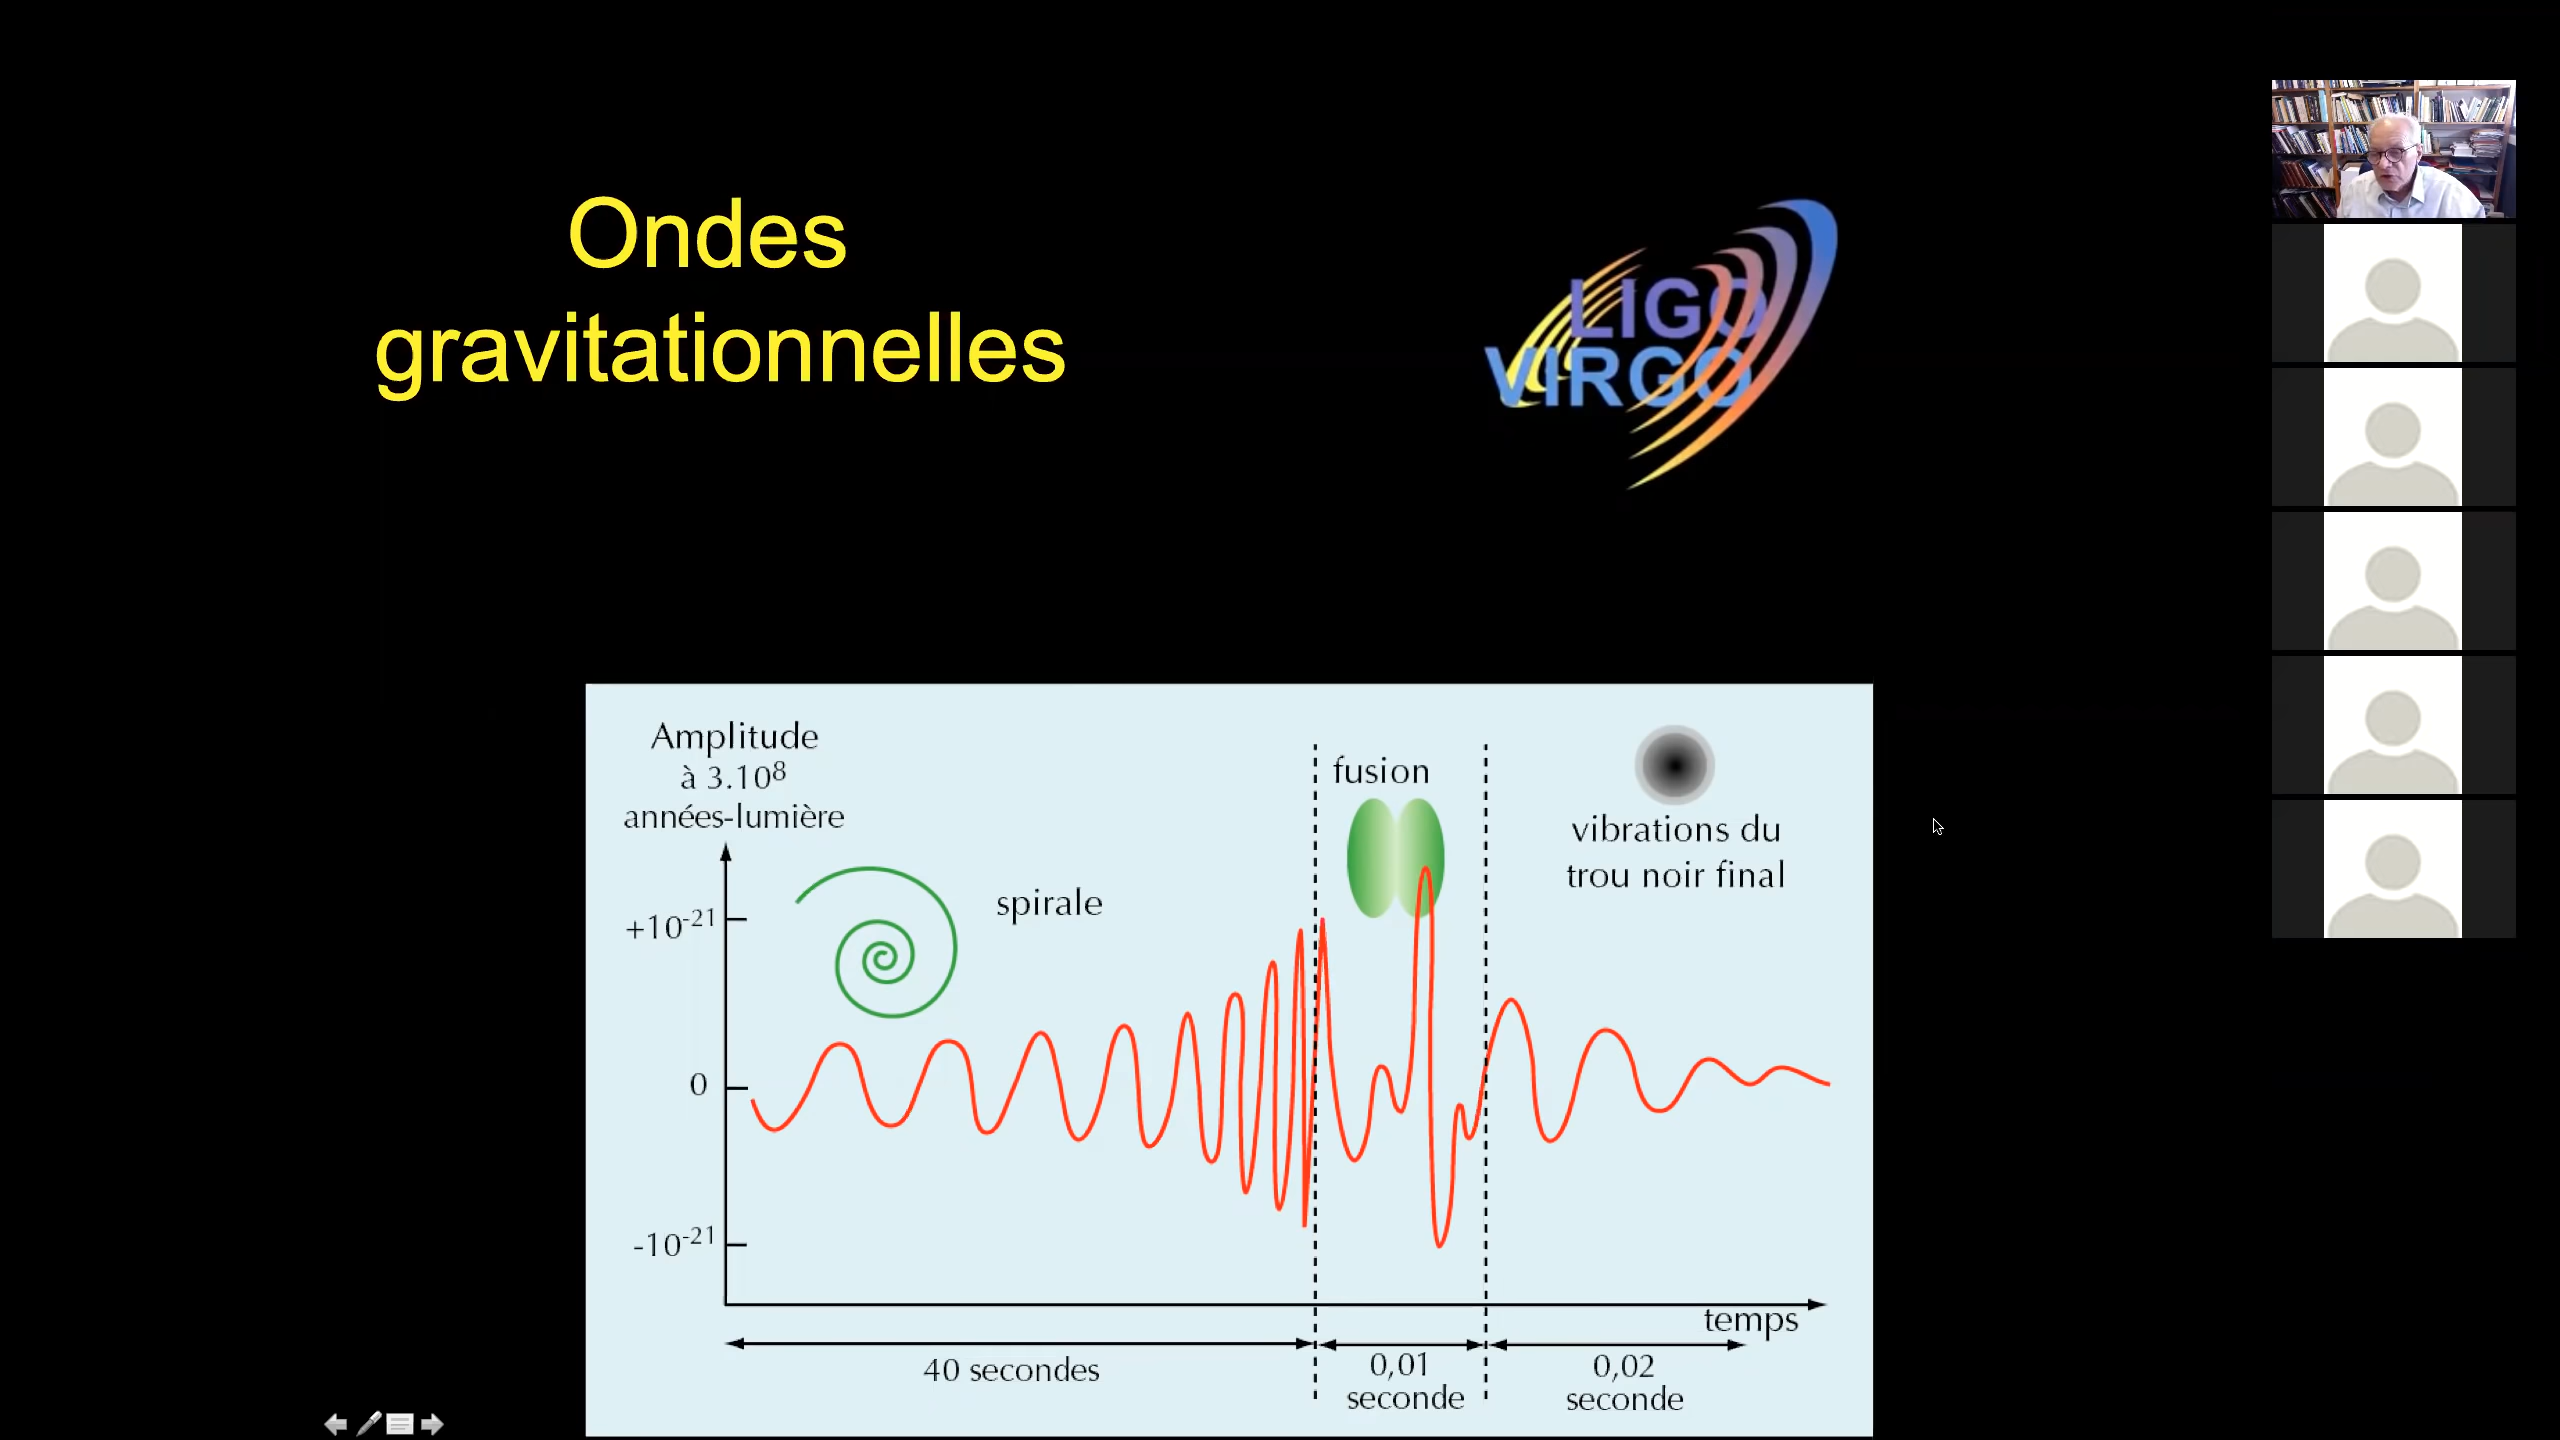 Ondes
gravitationnelles
LIGO
VIRGO
Amplitude
à 3.10⁸
années-lumière
+10⁻²¹
0
-10⁻²¹
spirale
fusion
vibrations du
trou noir final
temps
40 secondes
0,01
seconde
0,02
seconde